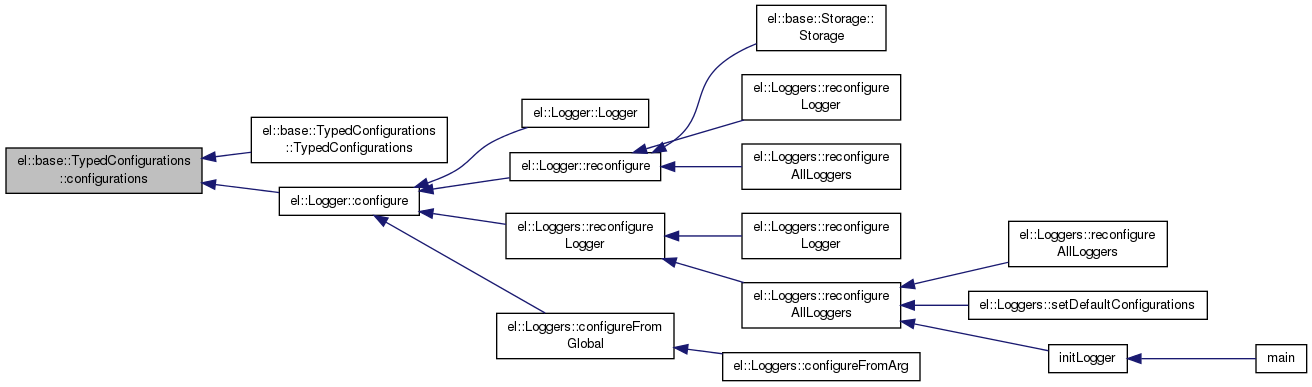 el::base::TypedConfigurations
::configurations
el::base::TypedConfigurations
::TypedConfigurations
el::Logger::configure
el::Logger::Logger
el::Logger::reconfigure
el::Loggers::reconfigure
Logger
el::Loggers::configureFrom
Global
el::base::Storage::
Storage
el::Loggers::reconfigure
Logger
el::Loggers::reconfigure
AllLoggers
el::Loggers::reconfigure
Logger
el::Loggers::reconfigure
AllLoggers
el::Loggers::configureFromArg
el::Loggers::reconfigure
AllLoggers
el::Loggers::setDefaultConfigurations
initLogger
main